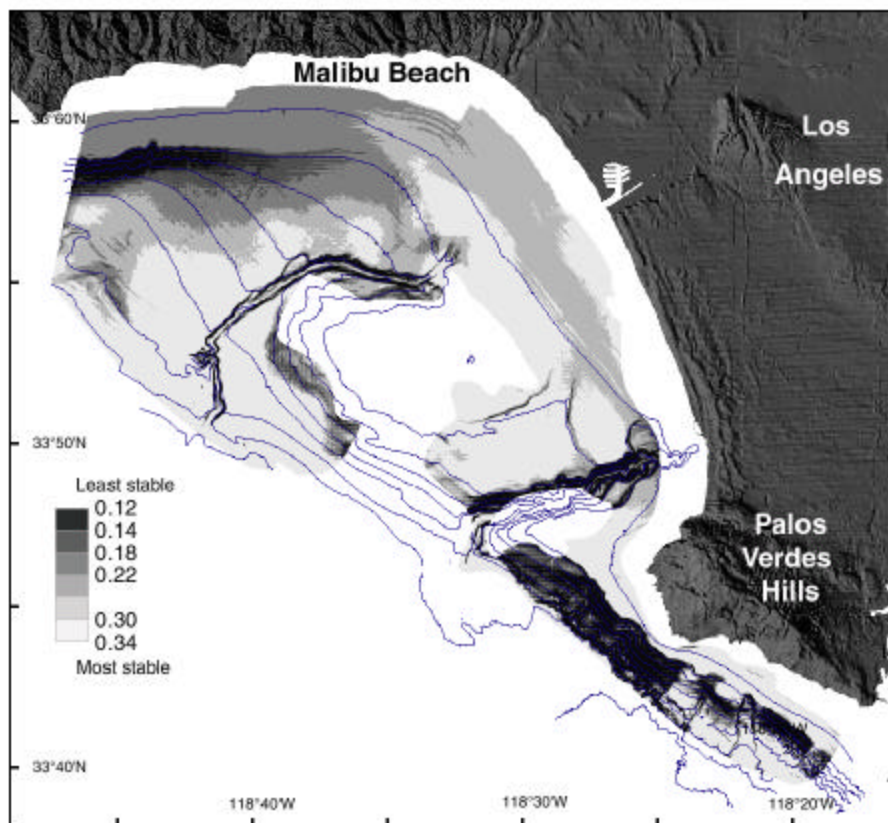 Malibu Beach
33°60'N
Los
Angeles
33°50'N
Least stable
0.12
0.14
0.18
0.22
0.30
0.34
Most stable
Palos
Verdes
Hills
33°40'N
118°40'W
118°30'W
118°20'W